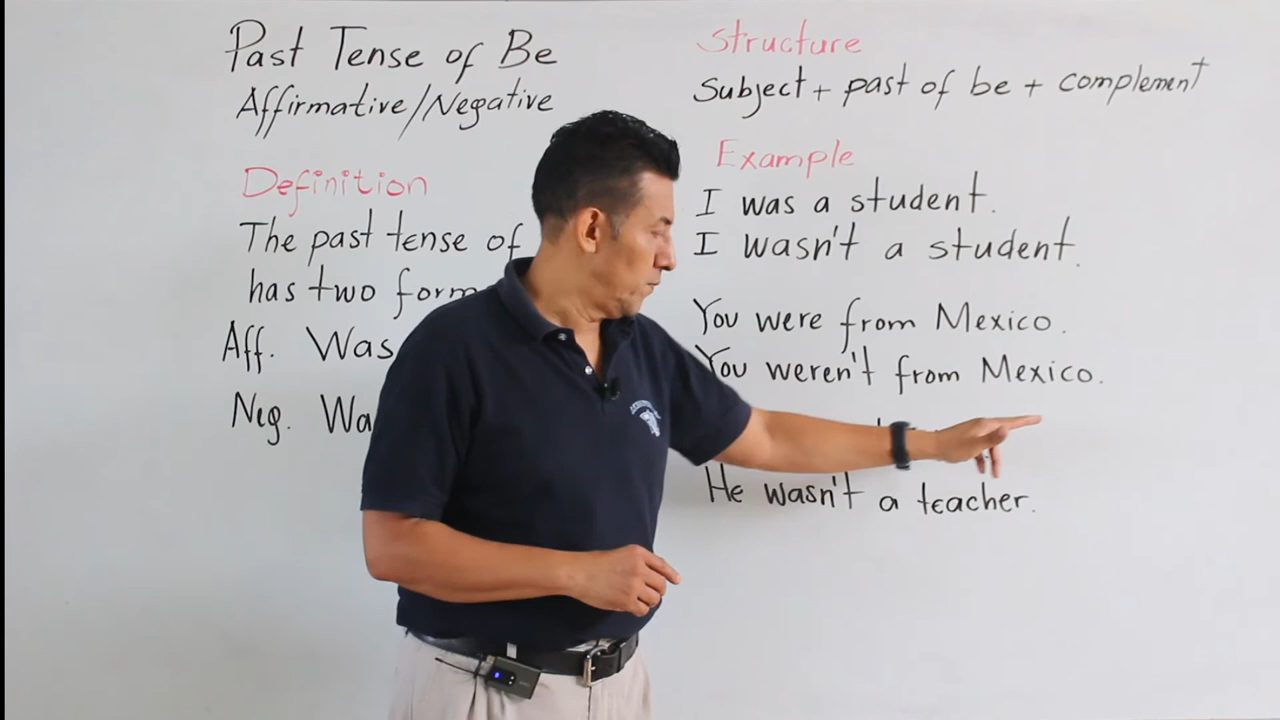 Past Tense of Be
Affirmative/Negative
Definition
The past tense of
has two form
Aff. Was
Neg. Wa
Structure
Subject + past of be + complement
Example
I was a student.
I wasn't a student.
You were from Mexico.
You weren't from Mexico.
He wasn't a teacher.